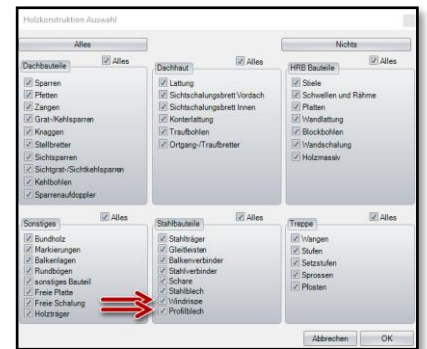 Holzkonstruktion Auswahl
Alles
Nichts
Dachbauteile
Alles
Sparren
Pfetten
Zangen
Grat-/Kehlsparren
Knaggen
Stellbretter
Sichtsparren
Sichtgrat-/Sichtkehlsparren
Kehlbohlen
Sparrenaufdoppler
Dachhaut
Alles
Lattung
Sichtschalungsbrett Vordach
Sichtschalungsbrett Innen
Konterlattung
Traufbohlen
Ortgang-/Traufbretter
HRB Bauteile
Alles
Stiele
Schwellen und Rähme
Platten
Wandlattung
Blockbohlen
Wandschalung
Holzmassiv
Sonstiges
Alles
Bundholz
Markierungen
Balkenlagen
Rundbögen
sonstiges Bauteil
Freie Platte
Freie Schalung
Holzträger
Stahlbauteile
Alles
Stahlträger
Gleitleisten
Balkenverbinder
Stahlverbinder
Schare
Stahlblech
Windrispe
Profilblech
Treppe
Alles
Wangen
Stufen
Setzstufen
Sprossen
Pfosten
Abbrechen
OK